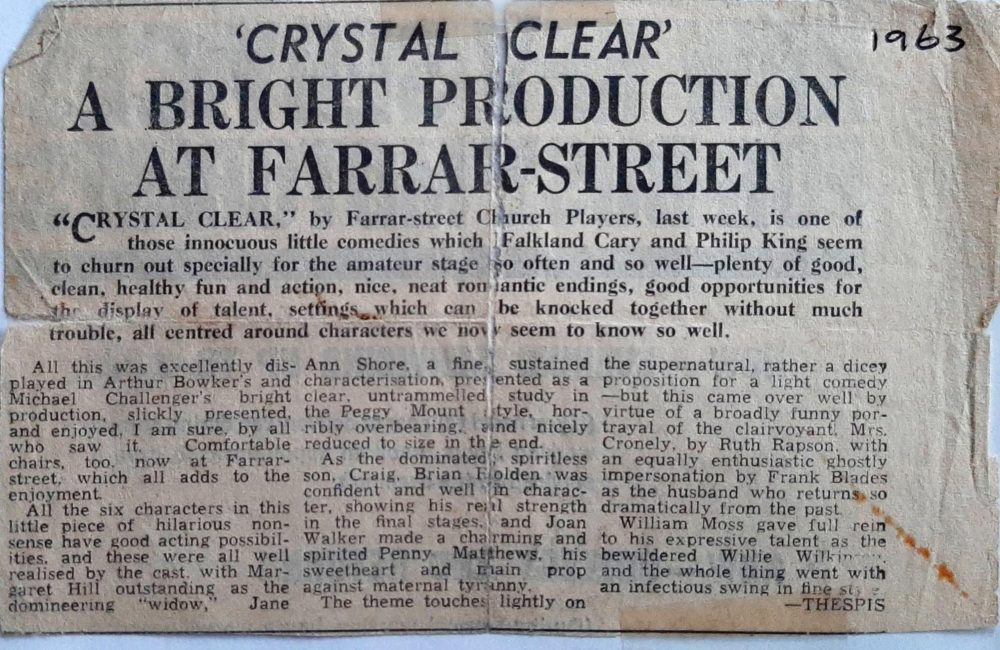 'CRYSTAL CLEAR'
1963
A BRIGHT PRODUCTION
AT FARRAR-STREET
"CRYSTAL CLEAR," by Farrar-street Church Players, last week, is one of
those innocuous little comedies which Falkland Cary and Philip King seem
to churn out specially for the amateur stage so often and so well—plenty of good,
clean, healthy fun and action, nice, neat romantic endings, good opportunities for
the display of talent, settings which can be knocked together without much
trouble, all centred around characters we now seem to know so well.
All this was excellently dis-
played in Arthur Bowker's and
Michael Challenger's bright
production, slickly presented,
and enjoyed, I am sure, by all
who saw it. Comfortable
chairs, too, now at Farrar-
street, which all adds to the
enjoyment.
All the six characters in this
little piece of hilarious non-
sense have good acting possibil-
ities, and these were all well
realised by the cast, with Mar-
garet Hill outstanding as the
domineering "widow," Jane
Ann Shore, a fine, sustained
characterisation, presented as a
clear, untrammelled study in
the Peggy Mount style, hor-
ribly overbearing, and nicely
reduced to size in the end.
As the dominated, spiritless
son, Craig, Brian Holden was
confident and well in charac-
ter, showing his real strength
in the final stages, and Joan
Walker made a charming and
spirited Penny Matthews, his
sweetheart and main prop
against maternal tyranny.
The theme touches lightly on
the supernatural, rather a dicey
proposition for a light comedy
—but this came over well by
virtue of a broadly funny por-
trayal of the clairvoyant, Mrs.
Cronely, by Ruth Rapson, with
an equally enthusiastic ghostly
impersonation by Frank Blades
as the husband who returns so
dramatically from the past.
William Moss gave full rein
to his expressive talent as the
bewildered Willie Wilkinson,
and the whole thing went with
an infectious swing in fine style.
—THESPIS